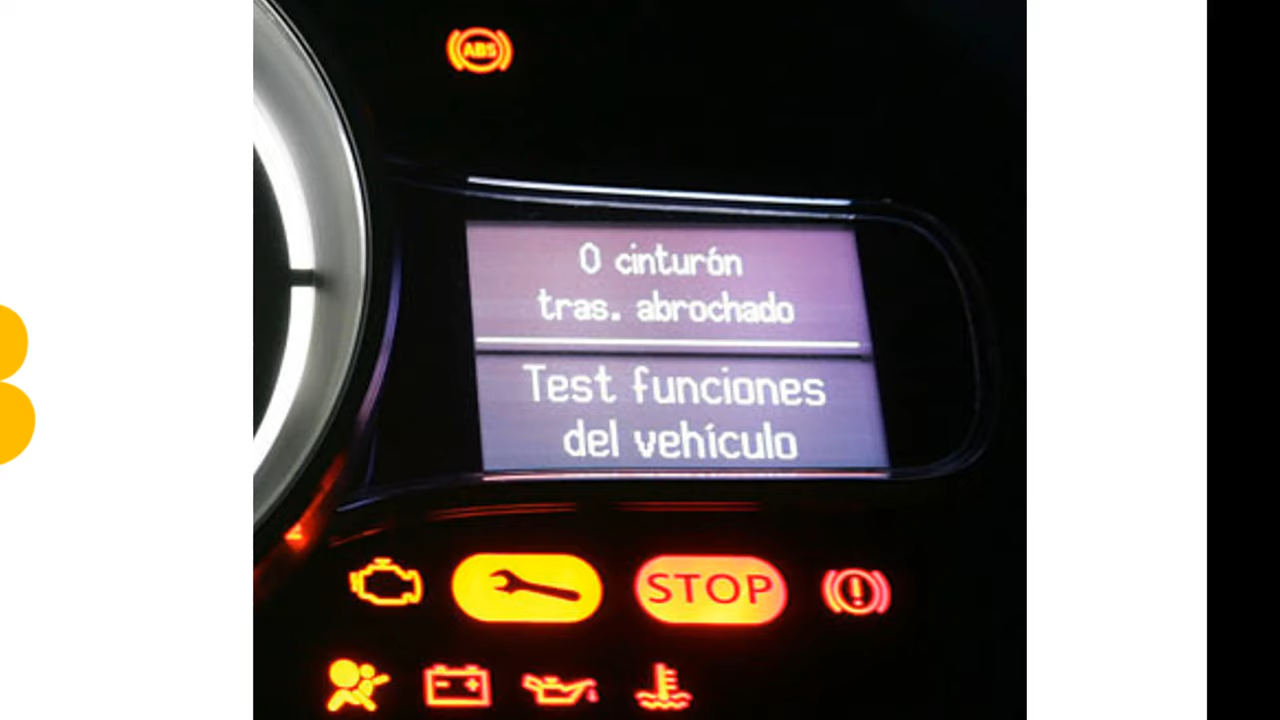 ABS
0 cinturón
tras. abrochado
Test funciones
del vehículo
STOP